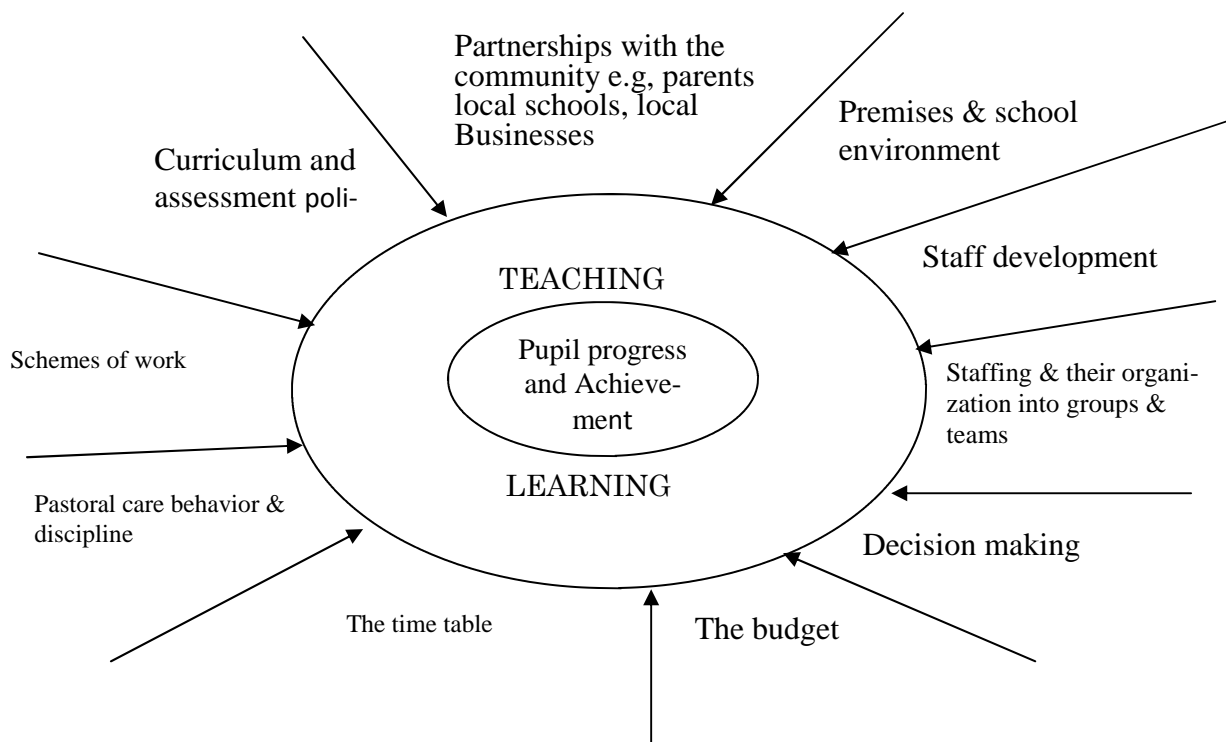 Partnerships with the
community e.g, parents
local schools, local
Businesses
Premises & school
environment
Curriculum and
assessment poli-
Staff development
TEACHING
Pupil progress
and Achieve-
ment
LEARNING
Schemes of work
Staffing & their organi-
zation into groups &
teams
Pastoral care behavior &
discipline
Decision making
The time table
The budget